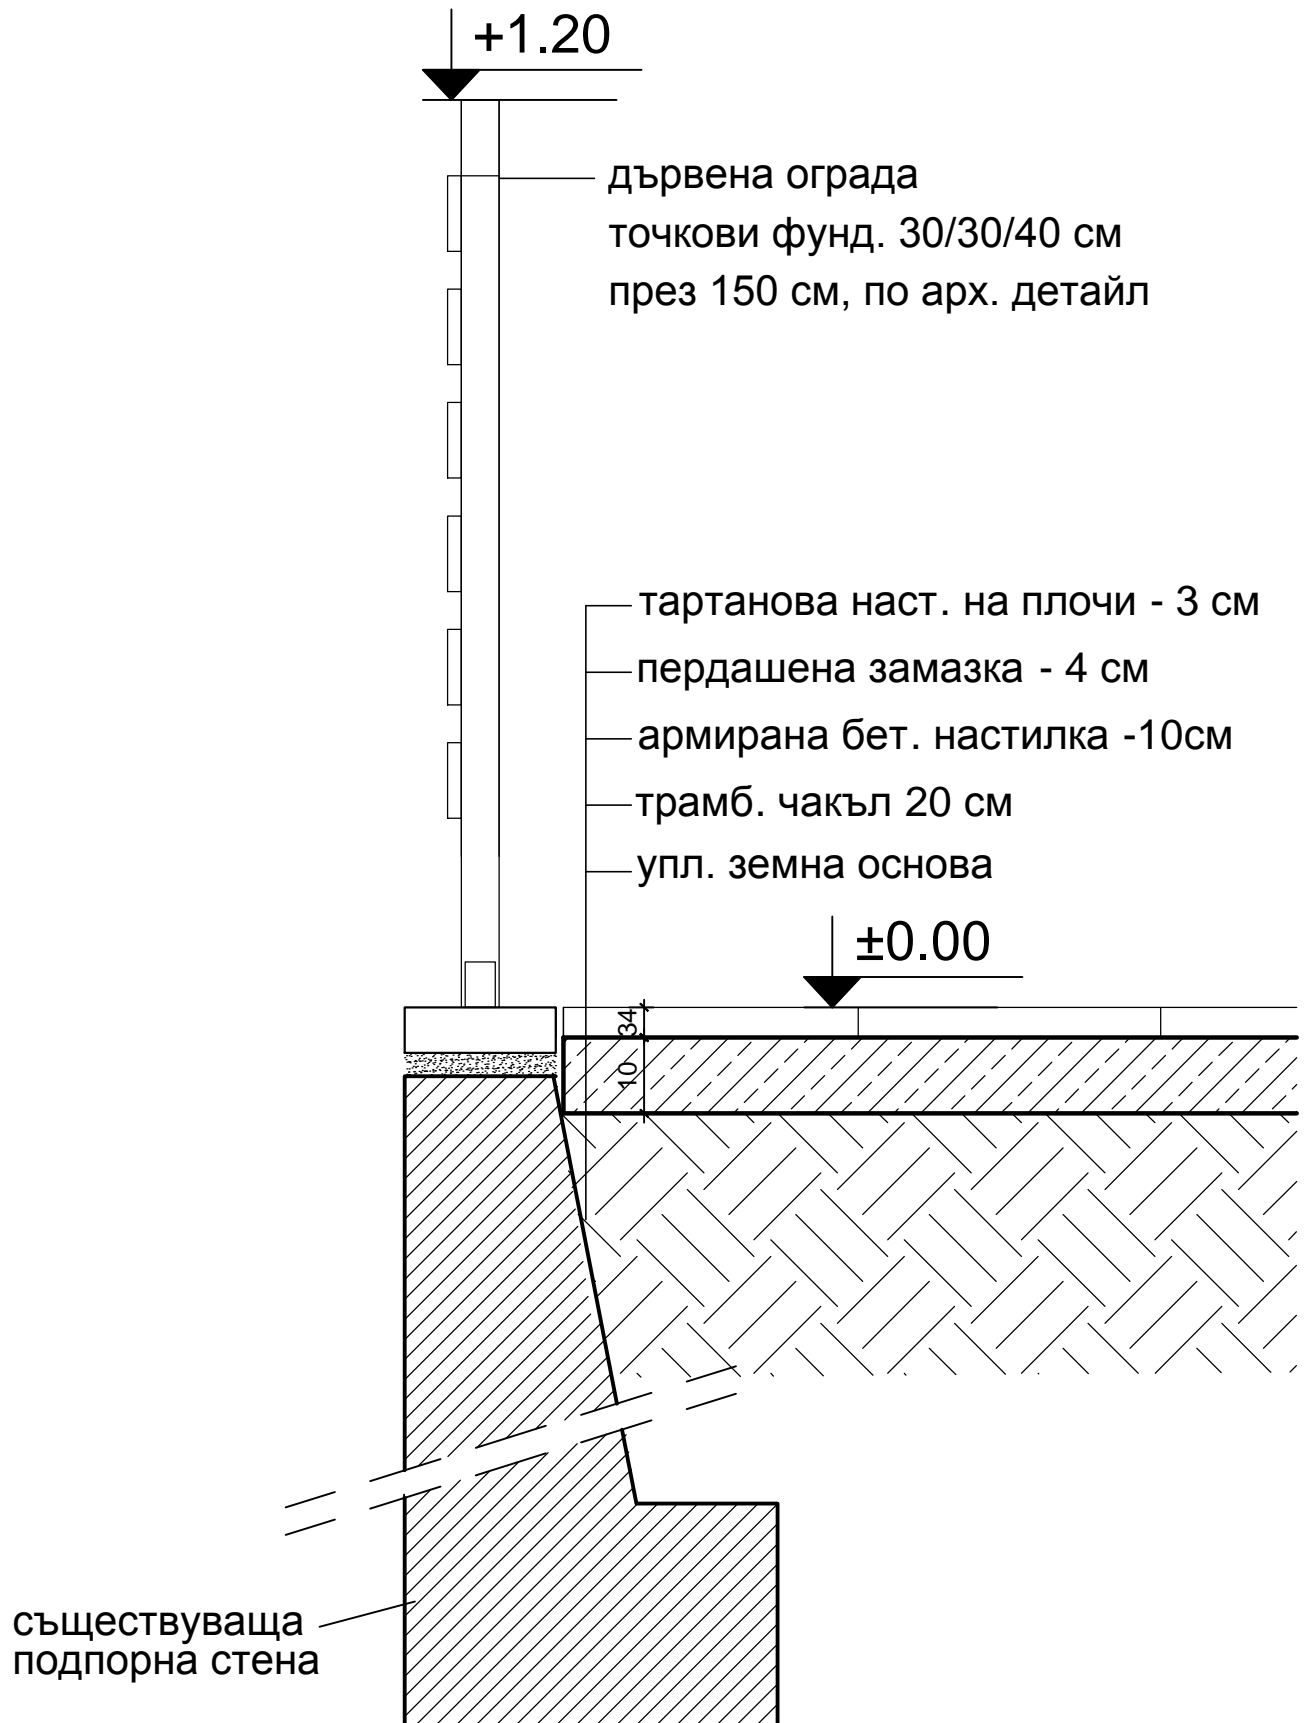 +1.20
дървена ограда
точкови фунд. 30/30/40 см
през 150 см, по арх. детайл
тартанова наст. на плочи - 3 см
пердашена замазка - 4 см
армирана бет. настилка -10см
трамб. чакъл 20 см
упл. земна основа
±0.00
34
10
съществуваща
подпорна стена